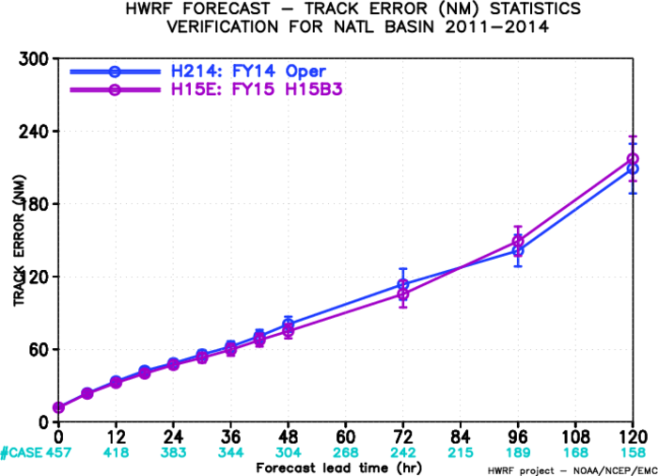 HWRF FORECAST – TRACK ERROR (NM) STATISTICS
VERIFICATION FOR NATL BASIN 2011–2014
H214: FY14 Oper
H15E: FY15 H15B3
TRACK ERROR (NM)
300
240
180
120
60
0
0 12 24 36 48 60 72 84 96 108 120
#CASE 457 418 383 344 304 268 242 215 189 168 158
Forecast lead time (hr)
HWRF project – NOAA/NCEP/EMC